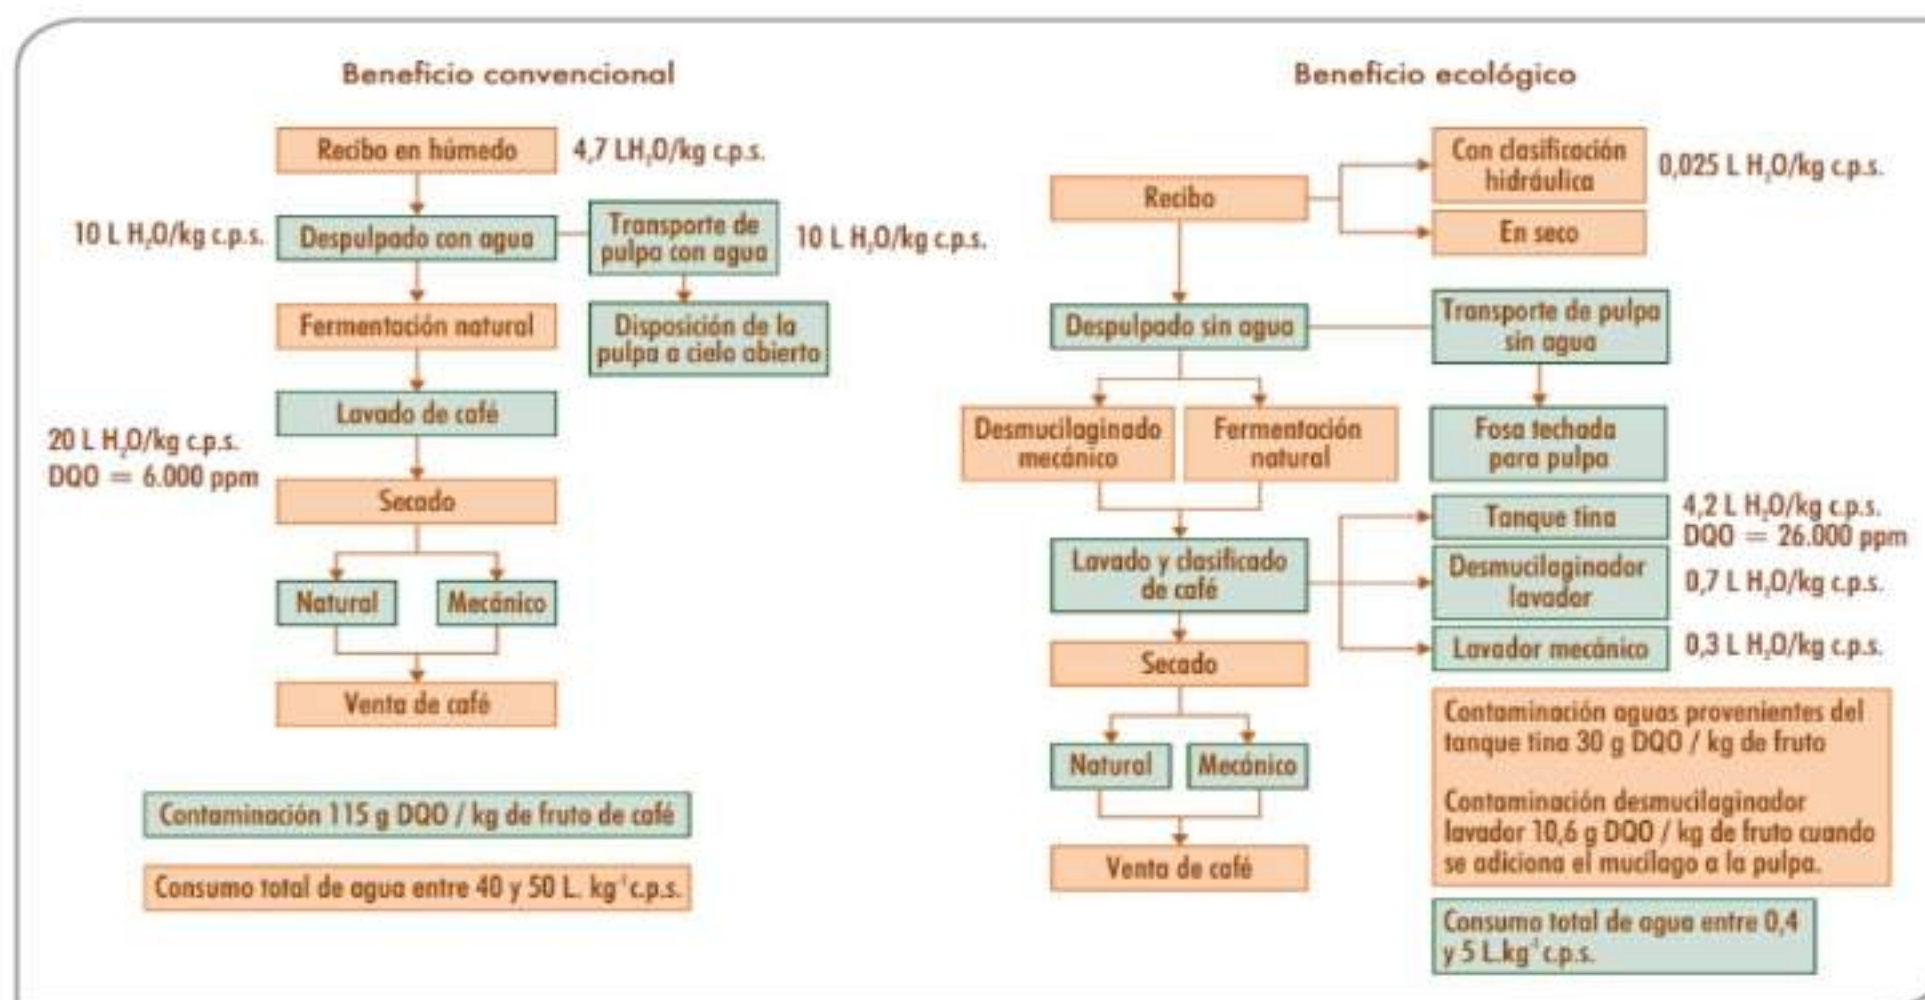 Beneficio convencional
Recibo en húmedo
4,7 LH₂O/kg c.p.s.
10 L H₂O/kg c.p.s.
Despulpado con agua
Transporte de
pulpa con agua
10 L H₂O/kg c.p.s.
Fermentación natural
Disposición de la
pulpa a cielo abierto
Lavado de café
20 L H₂O/kg c.p.s.
DQO = 6.000 ppm
Secado
Natural
Mecánico
Venta de café
Contaminación 115 g DQO / kg de fruto de café
Consumo total de agua entre 40 y 50 L. kg⁻¹c.p.s.
Beneficio ecológico
Recibo
Con clasificación
hidráulica
0,025 L H₂O/kg c.p.s.
En seco
Despulpado sin agua
Transporte de pulpa
sin agua
Desmucilaginado
mecánico
Fermentación
natural
Fosa techada
para pulpa
Lavado y clasificado
de café
Tanque tina
4,2 L H₂O/kg c.p.s.
DQO = 26.000 ppm
Desmucilaginador
lavador
0,7 L H₂O/kg c.p.s.
Lavador mecánico
0,3 L H₂O/kg c.p.s.
Secado
Natural
Mecánico
Venta de café
Contaminación aguas provenientes del
tanque tina 30 g DQO / kg de fruto
Contaminación desmucilaginador
lavador 10,6 g DQO / kg de fruto cuando
se adiciona el mucílago a la pulpa.
Consumo total de agua entre 0,4
y 5 L.kg⁻¹c.p.s.